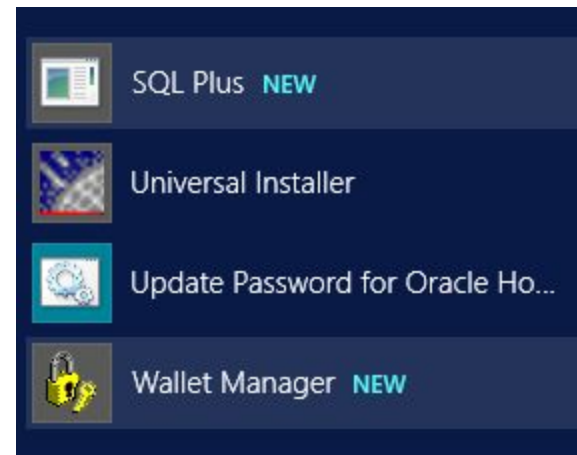 SQL Plus NEW
Universal Installer
Update Password for Oracle Ho...
Wallet Manager NEW